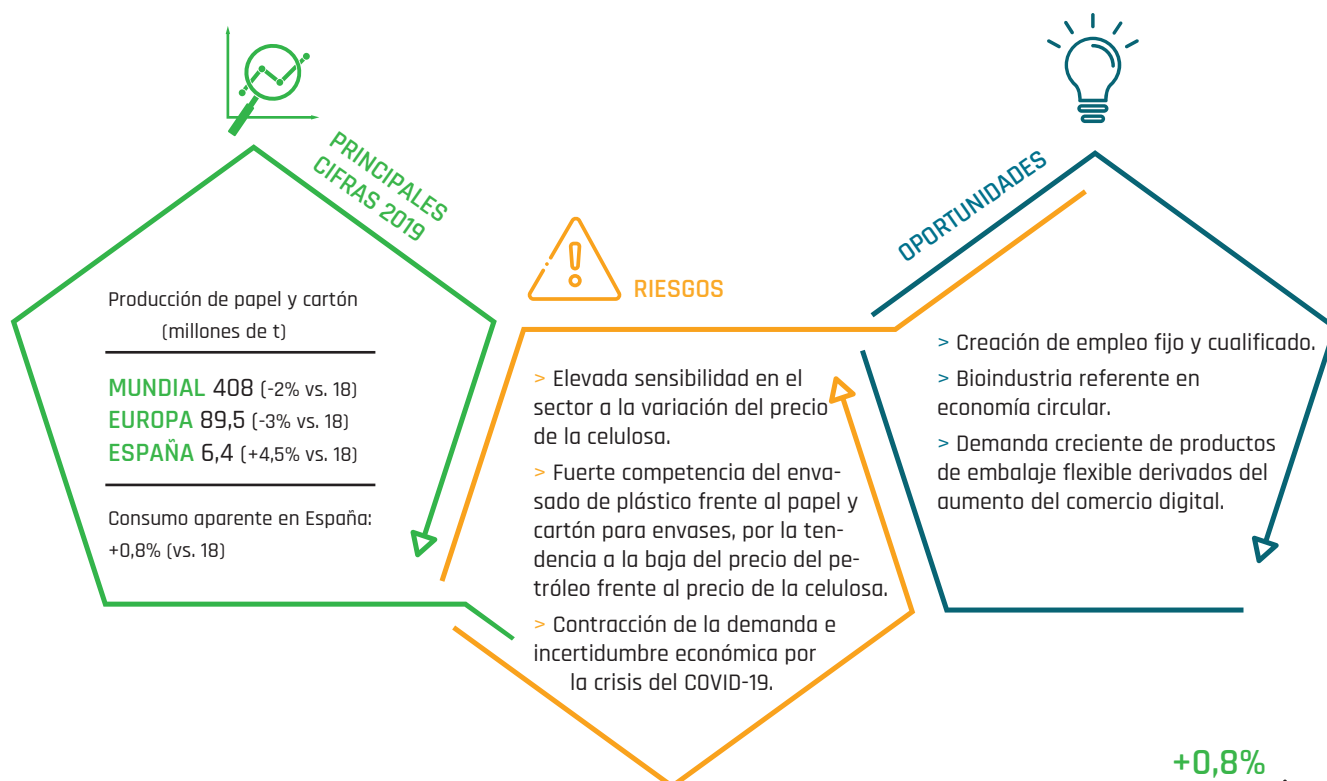 PRINCIPALES
CIFRAS 2019
Producción de papel y cartón
(millones de t)
MUNDIAL 408 (-2% vs. 18)
EUROPA 89,5 (-3% vs. 18)
ESPAÑA 6,4 (+4,5% vs. 18)
Consumo aparente en España:
+0,8% (vs. 18)
RIESGOS
> Elevada sensibilidad en el
sector a la variación del precio
de la celulosa.
> Fuerte competencia del enva-
sado de plástico frente al papel y
cartón para envases, por la ten-
dencia a la baja del precio del pe-
tróleo frente al precio de la celulosa.
> Contracción de la demanda e
incertidumbre económica por
la crisis del COVID-19.
OPORTUNIDADES
> Creación de empleo fijo y cualificado.
> Bioindustria referente en
economía circular.
> Demanda creciente de productos
de embalaje flexible derivados del
aumento del comercio digital.
+0,8%